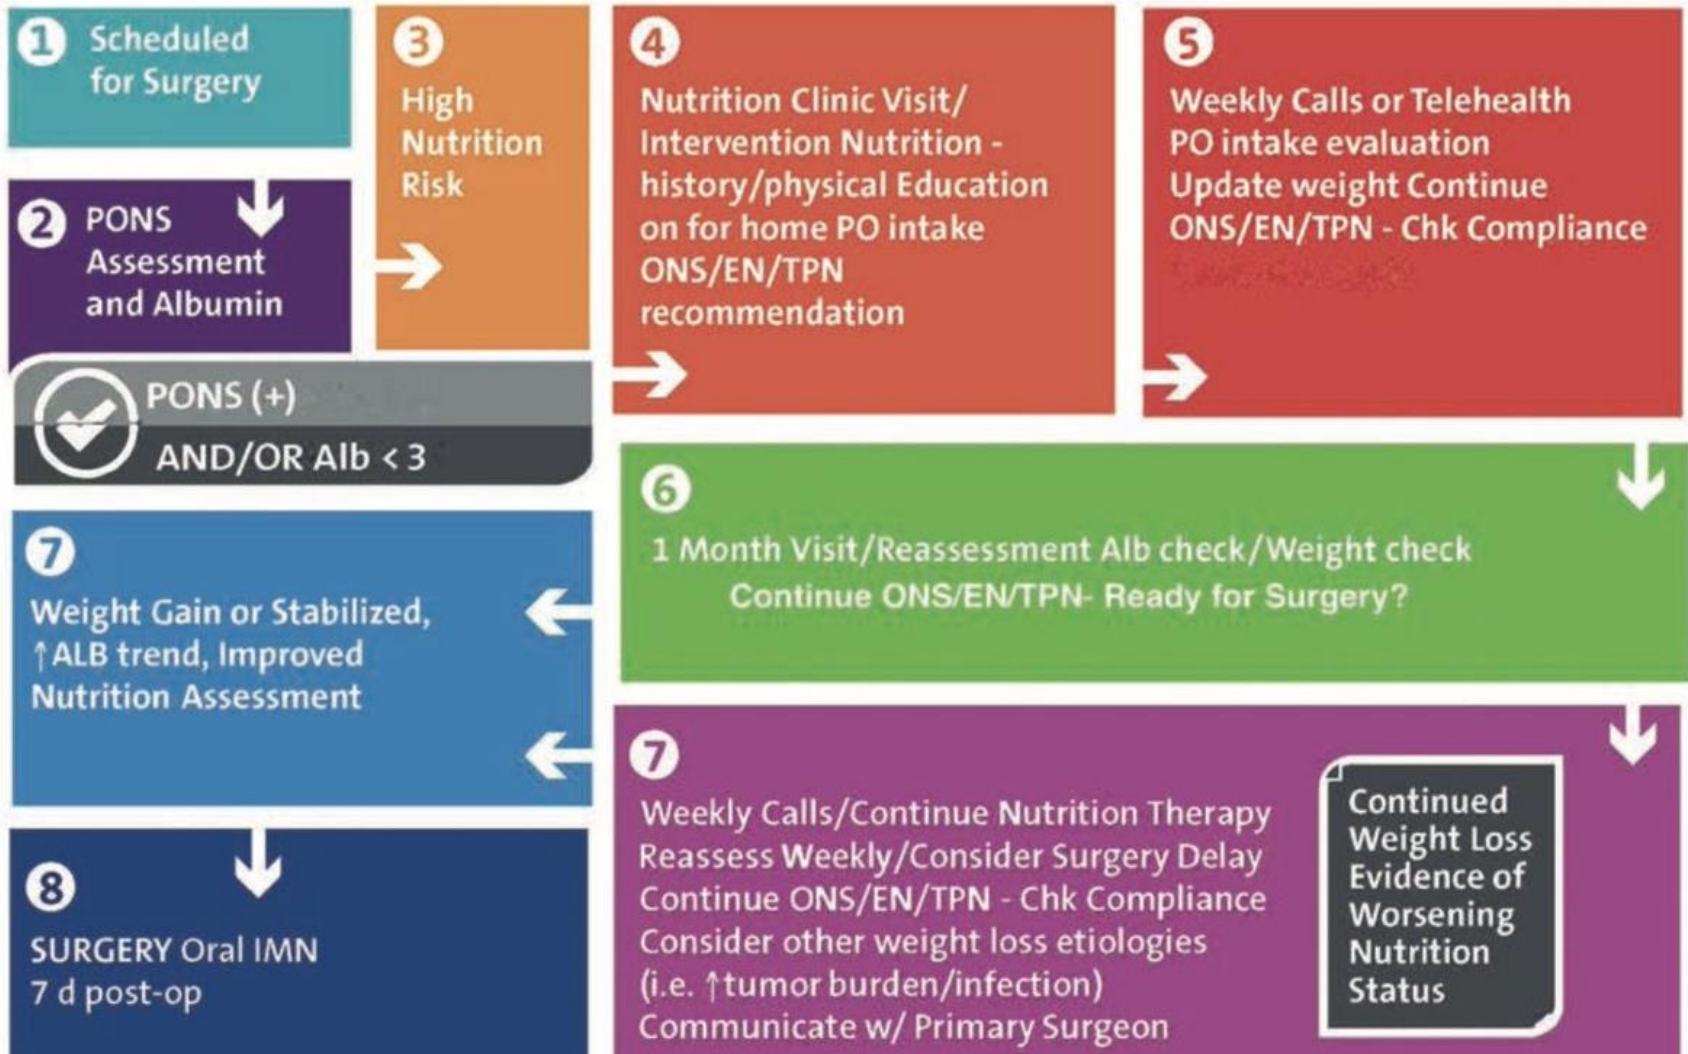 1 Scheduled
for Surgery
2 PONS
Assessment
and Albumin
PONS (+)
AND/OR Alb < 3
3
High
Nutrition
Risk
4
Nutrition Clinic Visit/
Intervention Nutrition -
history/physical Education
on for home PO intake
ONS/EN/TPN
recommendation
5
Weekly Calls or Telehealth
PO intake evaluation
Update weight Continue
ONS/EN/TPN - Chk Compliance
6
1 Month Visit/Reassessment Alb check/Weight check
Continue ONS/EN/TPN- Ready for Surgery?
7
Weight Gain or Stabilized,
↑ALB trend, Improved
Nutrition Assessment
7
Weekly Calls/Continue Nutrition Therapy
Reassess Weekly/Consider Surgery Delay
Continue ONS/EN/TPN - Chk Compliance
Consider other weight loss etiologies
(i.e. ↑tumor burden/infection)
Communicate w/ Primary Surgeon
Continued
Weight Loss
Evidence of
Worsening
Nutrition
Status
8
SURGERY Oral IMN
7 d post-op